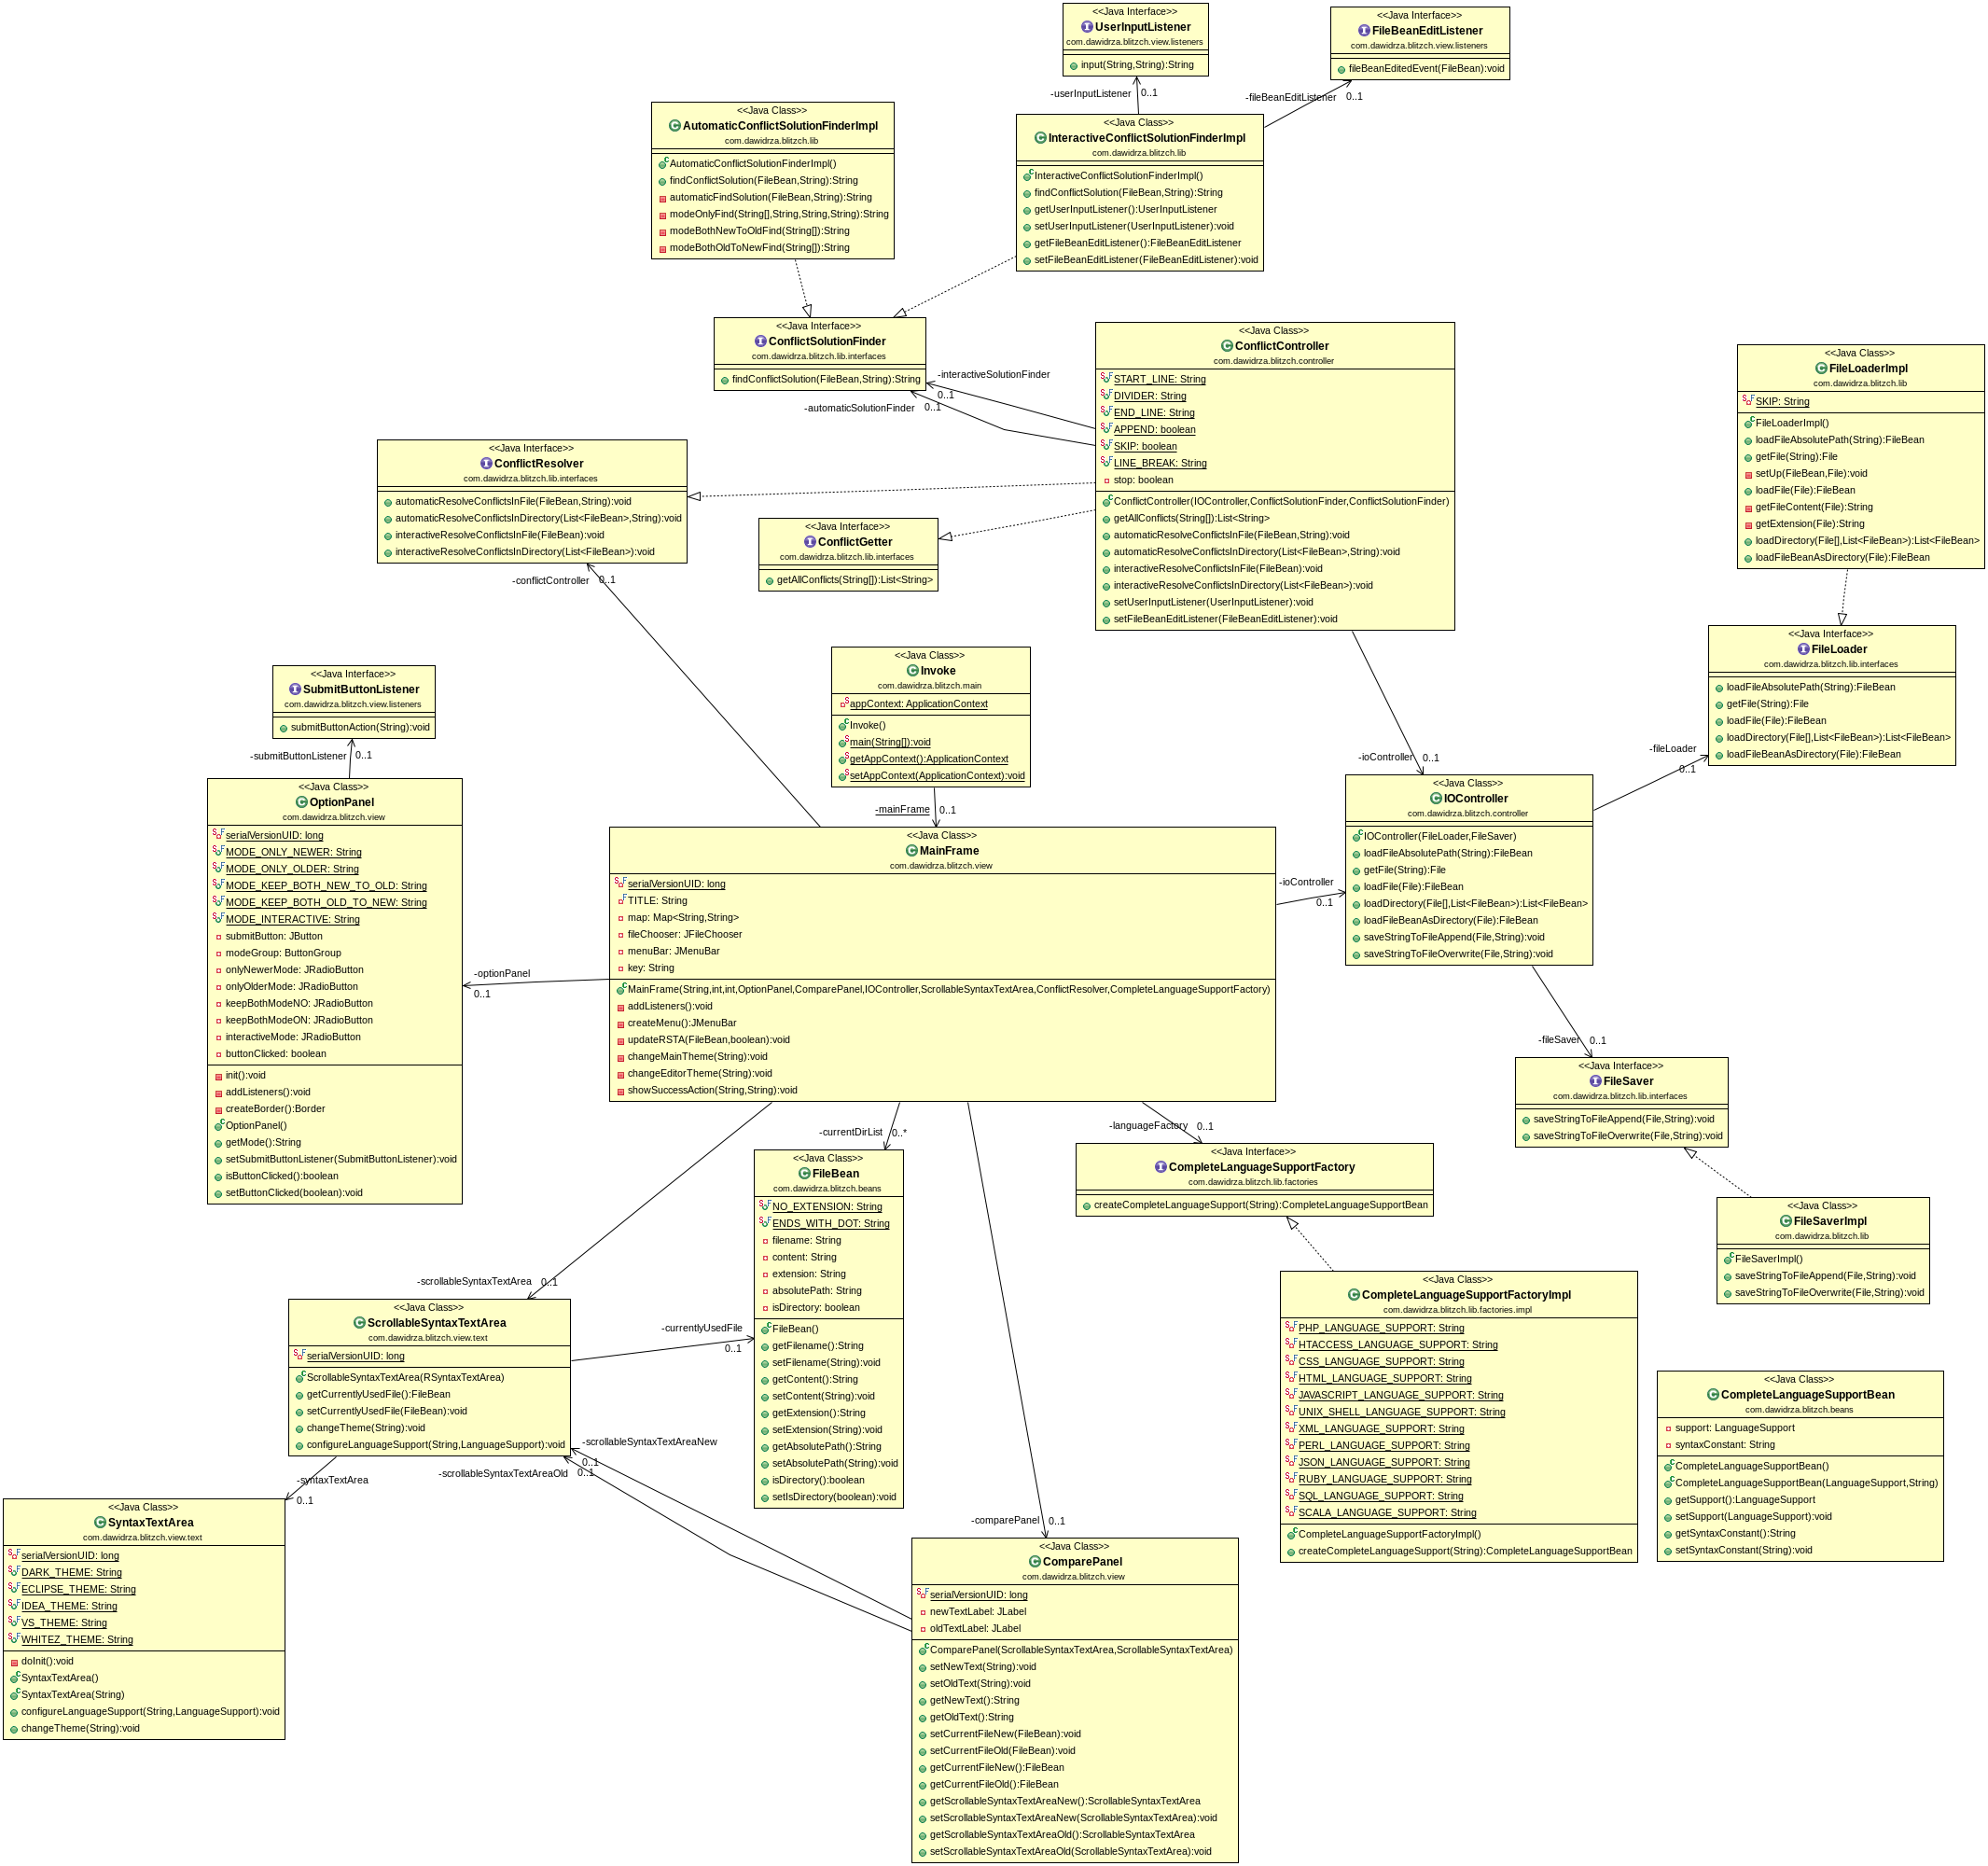 <<Java Interface>>
UserInputListener
com.dawidrza.blitzch.view.listeners
input(String,String):String
<<Java Interface>>
FileBeanEditListener
com.dawidrza.blitzch.view.listeners
fileBeanEditedEvent(FileBean):void
-userInputListener
0..1
-fileBeanEditListener
0..1
<<Java Class>>
AutomaticConflictSolutionFinderImpl
com.dawidrza.blitzch.lib
AutomaticConflictSolutionFinderImpl()
findConflictSolution(FileBean,String):String
automaticFindSolution(FileBean,String):String
modeOnlyFind(String[],String,String,String):String
modeBothNewToOldFind(String[]):String
modeBothOldToNewFind(String[]):String
<<Java Class>>
InteractiveConflictSolutionFinderImpl
com.dawidrza.blitzch.lib
InteractiveConflictSolutionFinderImpl()
findConflictSolution(FileBean,String):String
getUserInputListener():UserInputListener
setUserInputListener(UserInputListener):void
getFileBeanEditListener():FileBeanEditListener
setFileBeanEditListener(FileBeanEditListener):void
<<Java Interface>>
ConflictSolutionFinder
com.dawidrza.blitzch.lib.interfaces
findConflictSolution(FileBean,String):String
-interactiveSolutionFinder
0..1
-automaticSolutionFinder
0..1
<<Java Class>>
ConflictController
com.dawidrza.blitzch.controller
START_LINE: String
DIVIDER: String
END_LINE: String
APPEND: boolean
SKIP: boolean
LINE_BREAK: String
stop: boolean
ConflictController(IOController,ConflictSolutionFinder,ConflictSolutionFinder)
getAllConflicts(String[]):List<String>
automaticResolveConflictsInFile(FileBean,String):void
automaticResolveConflictsInDirectory(List<FileBean>,String):void
interactiveResolveConflictsInFile(FileBean):void
interactiveResolveConflictsInDirectory(List<FileBean>):void
setUserInputListener(UserInputListener):void
setFileBeanEditListener(FileBeanEditListener):void
<<Java Class>>
FileLoaderImpl
com.dawidrza.blitzch.lib
SKIP: String
FileLoaderImpl()
loadFileAbsolutePath(String):FileBean
getFile(String):File
setUp(FileBean,File):void
loadFile(File):FileBean
getFileContent(File):String
getExtension(File):String
loadDirectory(File[],List<FileBean>):List<FileBean>
loadFileBeanAsDirectory(File):FileBean
<<Java Interface>>
ConflictResolver
com.dawidrza.blitzch.lib.interfaces
automaticResolveConflictsInFile(FileBean,String):void
automaticResolveConflictsInDirectory(List<FileBean>,String):void
interactiveResolveConflictsInFile(FileBean):void
interactiveResolveConflictsInDirectory(List<FileBean>):void
<<Java Interface>>
ConflictGetter
com.dawidrza.blitzch.lib.interfaces
getAllConflicts(String[]):List<String>
-conflictController
0..1
<<Java Interface>>
FileLoader
com.dawidrza.blitzch.lib.interfaces
loadFileAbsolutePath(String):FileBean
getFile(String):File
loadFile(File):FileBean
loadDirectory(File[],List<FileBean>):List<FileBean>
loadFileBeanAsDirectory(File):FileBean
<<Java Interface>>
SubmitButtonListener
com.dawidrza.blitzch.view.listeners
submitButtonAction(String):void
-submitButtonListener
0..1
<<Java Class>>
Invoke
com.dawidrza.blitzch.main
appContext: ApplicationContext
Invoke()
main(String[]):void
getAppContext():ApplicationContext
setAppContext(ApplicationContext):void
-mainFrame
0..1
-ioController
0..1
-fileLoader
0..1
<<Java Class>>
IOController
com.dawidrza.blitzch.controller
IOController(FileLoader,FileSaver)
loadFileAbsolutePath(String):FileBean
getFile(String):File
loadFile(File):FileBean
loadDirectory(File[],List<FileBean>):List<FileBean>
loadFileBeanAsDirectory(File):FileBean
saveStringToFileAppend(File,String):void
saveStringToFileOverwrite(File,String):void
<<Java Class>>
OptionPanel
com.dawidrza.blitzch.view
serialVersionUID: long
MODE_ONLY_NEWER: String
MODE_ONLY_OLDER: String
MODE_KEEP_BOTH_NEW_TO_OLD: String
MODE_KEEP_BOTH_OLD_TO_NEW: String
MODE_INTERACTIVE: String
submitButton: JButton
modeGroup: ButtonGroup
onlyNewerMode: JRadioButton
onlyOlderMode: JRadioButton
keepBothModeNO: JRadioButton
keepBothModeON: JRadioButton
interactiveMode: JRadioButton
buttonClicked: boolean
init():void
addListeners():void
createBorder():Border
OptionPanel()
getMode():String
setSubmitButtonListener(SubmitButtonListener):void
isButtonClicked():boolean
setButtonClicked(boolean):void
<<Java Class>>
MainFrame
com.dawidrza.blitzch.view
serialVersionUID: long
TITLE: String
map: Map<String,String>
fileChooser: JFileChooser
menuBar: JMenuBar
key: String
MainFrame(String,int,int,OptionPanel,ComparePanel,IOController,ScrollableSyntaxTextArea,ConflictResolver,CompleteLanguageSupportFactory)
addListeners():void
createMenu():JMenuBar
updateRSTA(FileBean,boolean):void
changeMainTheme(String):void
changeEditorTheme(String):void
showSuccessAction(String,String):void
-ioController
0..1
-optionPanel
0..1
-fileSaver
0..1
<<Java Interface>>
FileSaver
com.dawidrza.blitzch.lib.interfaces
saveStringToFileAppend(File,String):void
saveStringToFileOverwrite(File,String):void
-currentDirList
0..*
-languageFactory
0..1
<<Java Class>>
FileBean
com.dawidrza.blitzch.beans
NO_EXTENSION: String
ENDS_WITH_DOT: String
filename: String
content: String
extension: String
absolutePath: String
isDirectory: boolean
FileBean()
getFilename():String
setFilename(String):void
getContent():String
setContent(String):void
getExtension():String
setExtension(String):void
getAbsolutePath():String
setAbsolutePath(String):void
isDirectory():boolean
setIsDirectory(boolean):void
<<Java Interface>>
CompleteLanguageSupportFactory
com.dawidrza.blitzch.lib.factories
createCompleteLanguageSupport(String):CompleteLanguageSupportBean
<<Java Class>>
FileSaverImpl
com.dawidrza.blitzch.lib
FileSaverImpl()
saveStringToFileAppend(File,String):void
saveStringToFileOverwrite(File,String):void
<<Java Class>>
CompleteLanguageSupportFactoryImpl
com.dawidrza.blitzch.lib.factories.impl
PHP_LANGUAGE_SUPPORT: String
HTACCESS_LANGUAGE_SUPPORT: String
CSS_LANGUAGE_SUPPORT: String
HTML_LANGUAGE_SUPPORT: String
JAVASCRIPT_LANGUAGE_SUPPORT: String
UNIX_SHELL_LANGUAGE_SUPPORT: String
XML_LANGUAGE_SUPPORT: String
PERL_LANGUAGE_SUPPORT: String
JSON_LANGUAGE_SUPPORT: String
RUBY_LANGUAGE_SUPPORT: String
SQL_LANGUAGE_SUPPORT: String
SCALA_LANGUAGE_SUPPORT: String
CompleteLanguageSupportFactoryImpl()
createCompleteLanguageSupport(String):CompleteLanguageSupportBean
<<Java Class>>
CompleteLanguageSupportBean
com.dawidrza.blitzch.beans
support: LanguageSupport
syntaxConstant: String
CompleteLanguageSupportBean()
CompleteLanguageSupportBean(LanguageSupport,String)
getSupport():LanguageSupport
setSupport(LanguageSupport):void
getSyntaxConstant():String
setSyntaxConstant(String):void
-scrollableSyntaxTextArea
0..1
<<Java Class>>
ScrollableSyntaxTextArea
com.dawidrza.blitzch.view.text
serialVersionUID: long
ScrollableSyntaxTextArea(RSyntaxTextArea)
getCurrentlyUsedFile():FileBean
setCurrentlyUsedFile(FileBean):void
changeTheme(String):void
configureLanguageSupport(String,LanguageSupport):void
-currentlyUsedFile
0..1
-scrollableSyntaxTextAreaNew
0..1
-scrollableSyntaxTextAreaOld
0..1
-syntaxTextArea
0..1
<<Java Class>>
SyntaxTextArea
com.dawidrza.blitzch.view.text
serialVersionUID: long
DARK_THEME: String
ECLIPSE_THEME: String
IDEA_THEME: String
VS_THEME: String
WHITEZ_THEME: String
doInit():void
SyntaxTextArea()
SyntaxTextArea(String)
configureLanguageSupport(String,LanguageSupport):void
changeTheme(String):void
-comparePanel
0..1
<<Java Class>>
ComparePanel
com.dawidrza.blitzch.view
serialVersionUID: long
newTextLabel: JLabel
oldTextLabel: JLabel
ComparePanel(ScrollableSyntaxTextArea,ScrollableSyntaxTextArea)
setNewText(String):void
setOldText(String):void
getNewText():String
getOldText():String
setCurrentFileNew(FileBean):void
setCurrentFileOld(FileBean):void
getCurrentFileNew():FileBean
getCurrentFileOld():FileBean
getScrollableSyntaxTextAreaNew():ScrollableSyntaxTextArea
setScrollableSyntaxTextAreaNew(ScrollableSyntaxTextArea):void
getScrollableSyntaxTextAreaOld():ScrollableSyntaxTextArea
setScrollableSyntaxTextAreaOld(ScrollableSyntaxTextArea):void